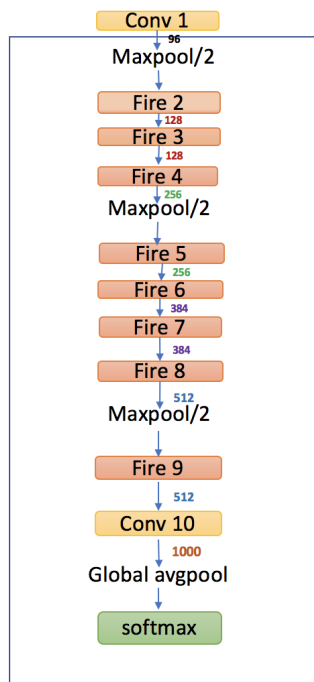 Conv 1
96
Maxpool/2
Fire 2
128
Fire 3
128
Fire 4
256
Maxpool/2
Fire 5
256
Fire 6
384
Fire 7
384
Fire 8
512
Maxpool/2
Fire 9
512
Conv 10
1000
Global avgpool
softmax